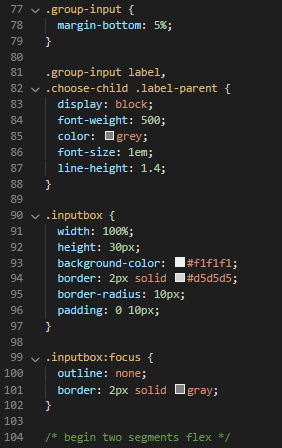 77 .group-input {
78 margin-bottom: 5%;
79 }
80
81 .group-input label,
82 .choose-child .label-parent {
83 display: block;
84 font-weight: 500;
85 color: grey;
86 font-size: 1em;
87 line-height: 1.4;
88 }
89
90 .inputbox {
91 width: 100%;
92 height: 30px;
93 background-color: #f1f1f1;
94 border: 2px solid #d5d5d5;
95 border-radius: 10px;
96 padding: 0 10px;
97 }
98
99 .inputbox:focus {
100 outline: none;
101 border: 2px solid gray;
102 }
103
104 /* begin two segments flex */